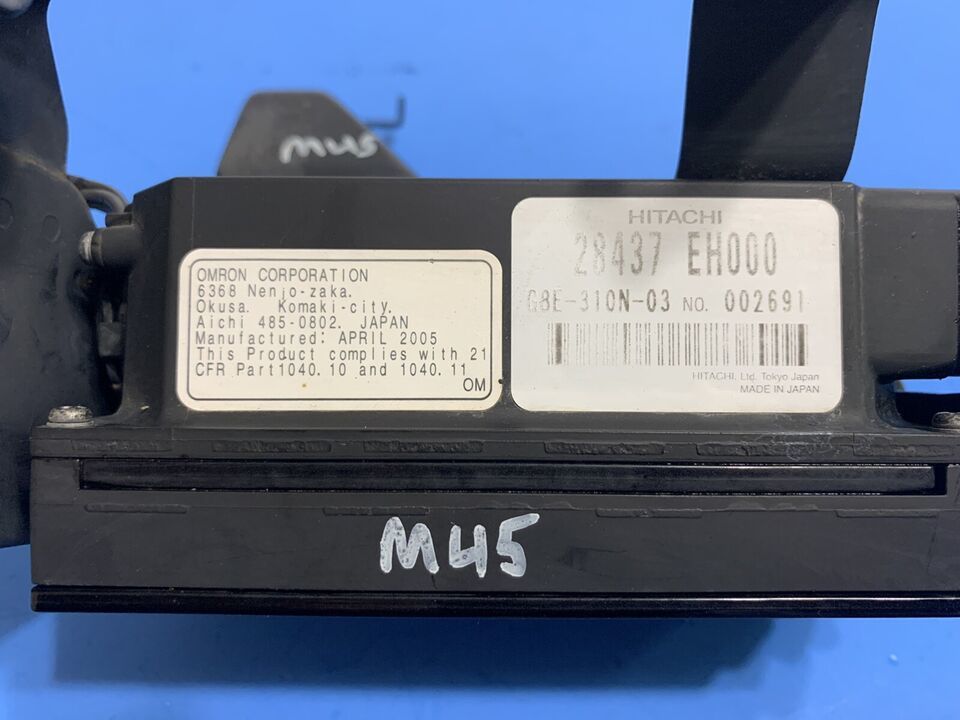 M45
OMRON CORPORATION
6368 Nenjo-zaka.
Okusa. Komaki-city.
Aichi 485-0802. JAPAN
Manufactured: APRIL 2005
This Product complies with 21
CFR Part1040.10 and 1040.11
OM
HITACHI
28437 EH000
G8E-310N-03 NO. 002691
HITACHI. Ltd. Tokyo Japan
MADE IN JAPAN
M45